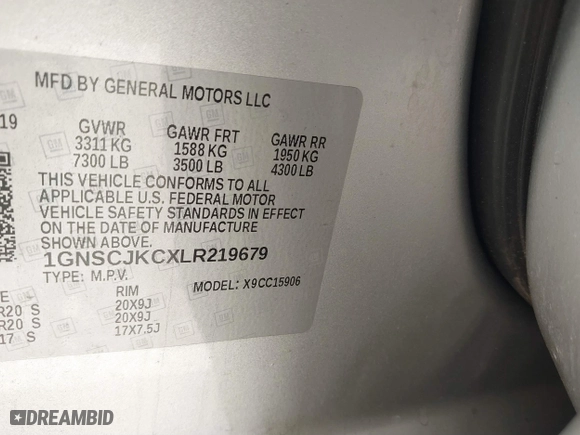 MFD BY GENERAL MOTORS LLC
19 GVWR GAWR FRT GAWR RR
3311 KG 1588 KG 1950 KG
7300 LB 3500 LB 4300 LB
THIS VEHICLE CONFORMS TO ALL
APPLICABLE U.S. FEDERAL MOTOR
VEHICLE SAFETY STANDARDS IN EFFECT
ON THE DATE OF MANUFACTURE
SHOWN ABOVE.
1GNSCJKCXLR219679
TYPE: M.P.V. MODEL: X9CC15906
E RIM
R20 S 20X9J
R20 S 20X9J
17 S 17X7.5J
DREAMBID